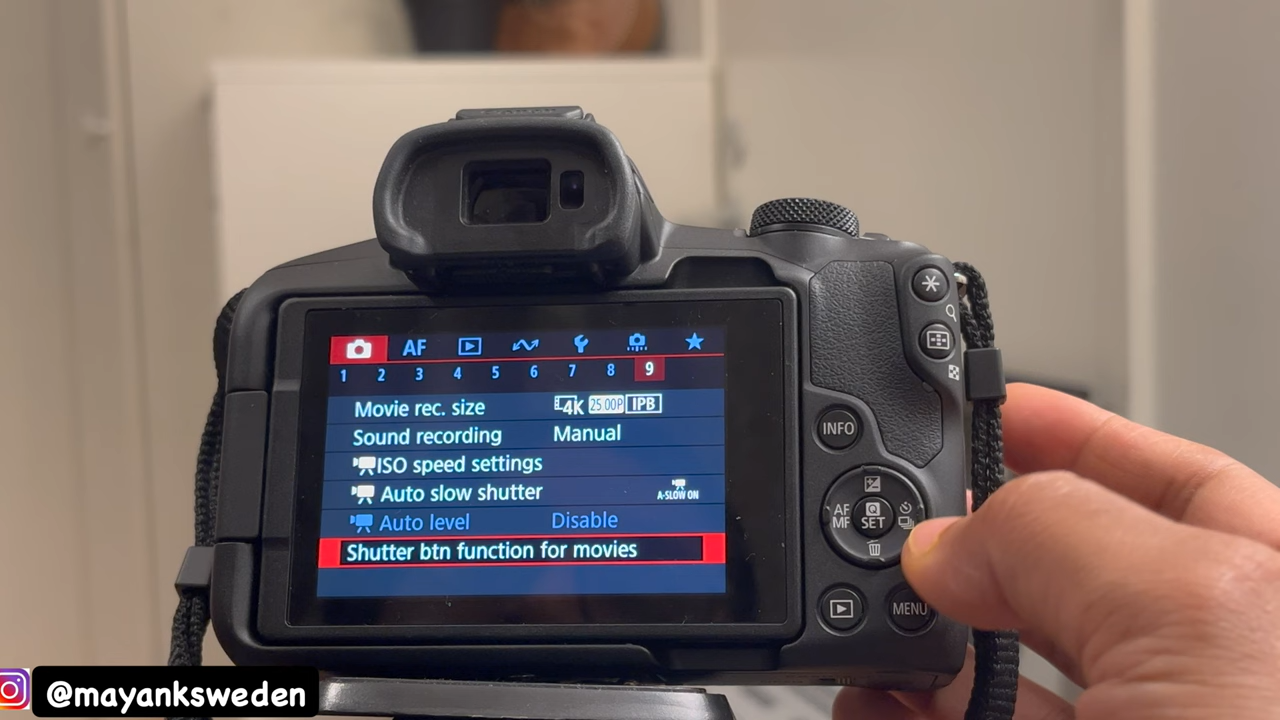 AF
1 2 3 4 5 6 7 8 9
Movie rec. size 4K 25.00P IPB
Sound recording Manual
ISO speed settings
Auto slow shutter A-SLOW ON
Auto level Disable
Shutter btn function for movies
INFO
AF
MF
Q
SET
MENU
@mayanksweden